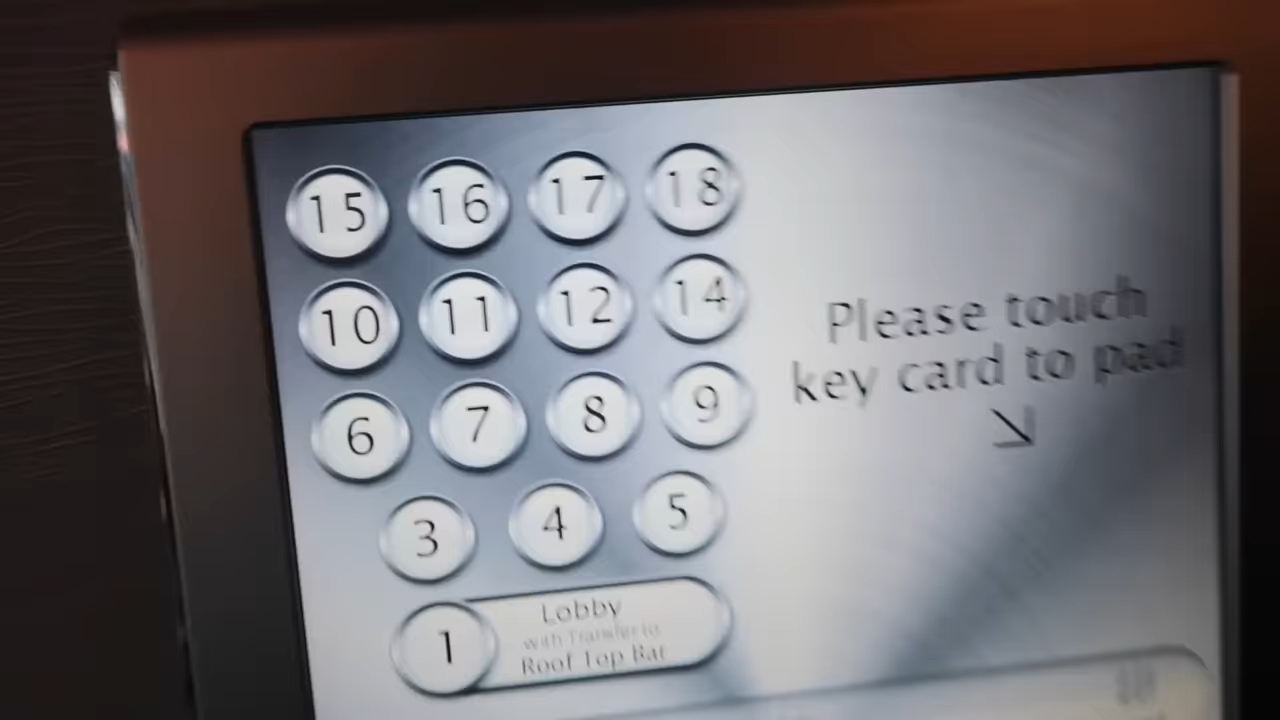 15 16 17 18
10 11 12 14
6 7 8 9
3 4 5
1
Lobby
with Transfer to
Roof Top Bar
Please touch
key card to pad